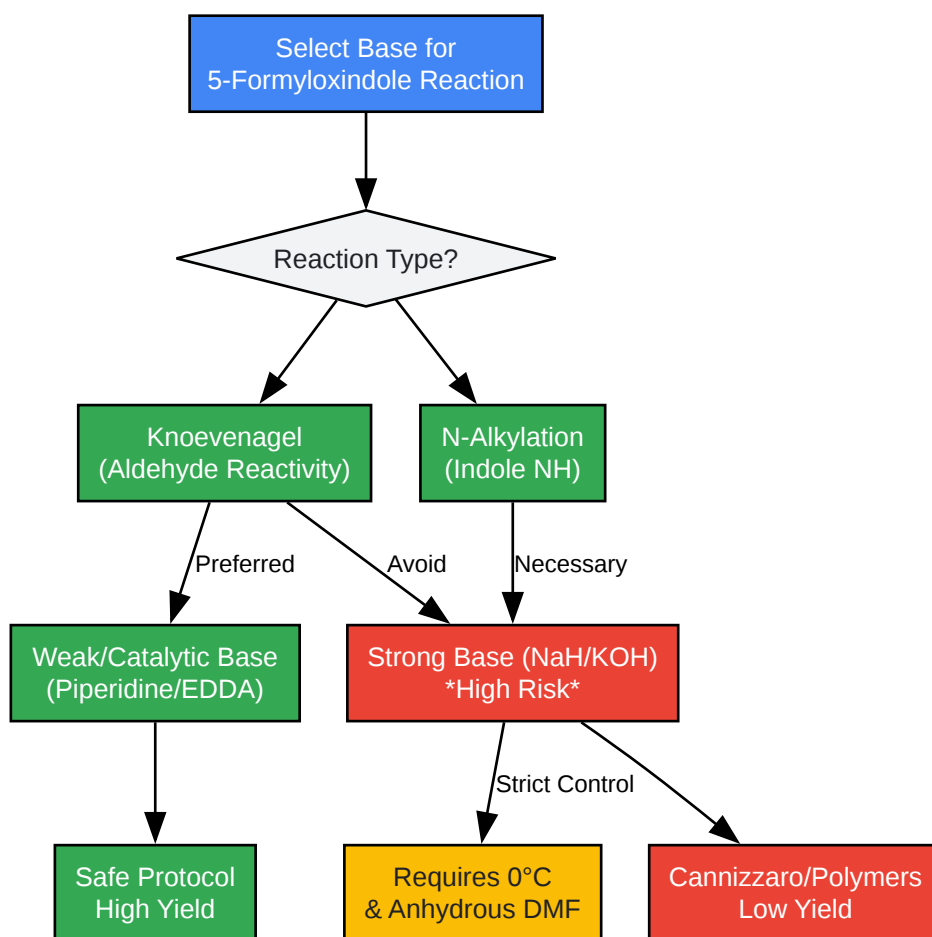 Select Base for
5-Formyloxindole Reaction
Reaction Type?
Knoevenagel
(Aldehyde Reactivity)
N-Alkylation
(Indole NH)
Preferred
Avoid
Necessary
Weak/Catalytic Base
(Piperidine/EDDA)
Strong Base (NaH/KOH)
*High Risk*
Strict Control
Safe Protocol
High Yield
Requires 0°C
& Anhydrous DMF
Cannizzaro/Polymers
Low Yield